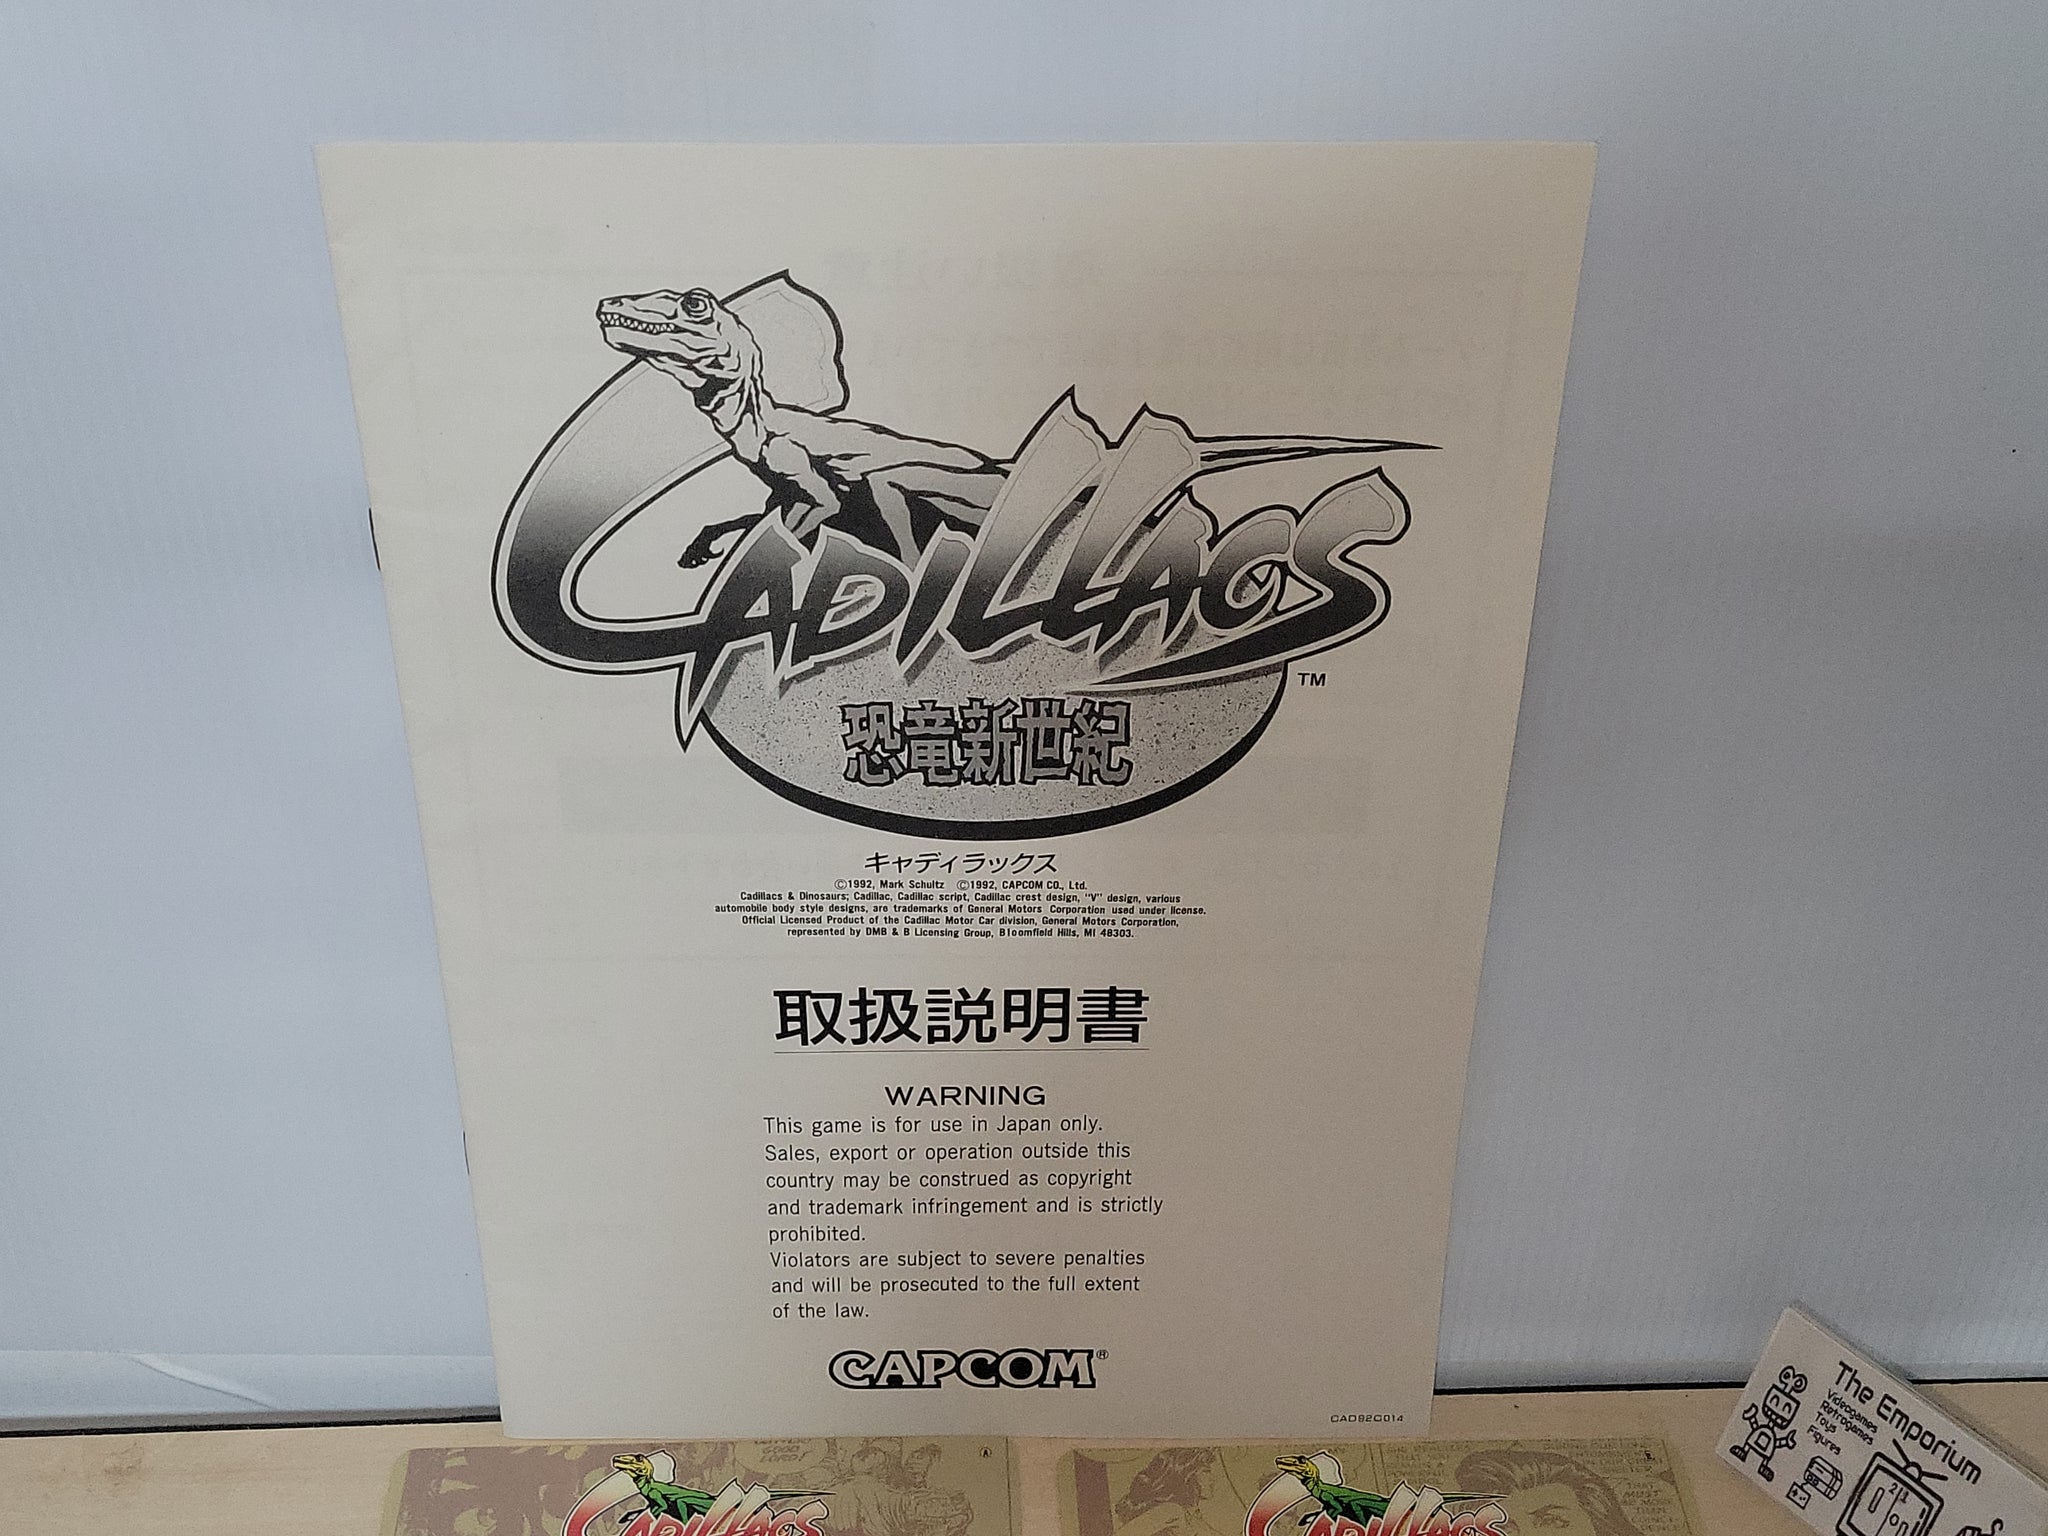 CADILLACS
TM
恐竜新世紀
キャディラックス
©1992, Mark Schultz ©1992, CAPCOM CO., Ltd.
Cadillacs & Dinosaurs; Cadillac, Cadillac script, Cadillac crest design, "V" design, various
automobile body style designs, are trademarks of General Motors Corporation used under license.
Official Licensed Product of the Cadillac Motor Car division, General Motors Corporation,
represented by DMB & B Licensing Group, Bloomfield Hills, MI 48303.
取扱説明書
WARNING
This game is for use in Japan only.
Sales, export or operation outside this
country may be construed as copyright
and trademark infringement and is strictly
prohibited.
Violators are subject to severe penalties
and will be prosecuted to the full extent
of the law.
CAPCOM®
CAD92C014
The Emporium
Videogames
Retrogames
Toys
Figures
GOOD
LORD!
CADILLACS
CADILLACS
THAT
MUST